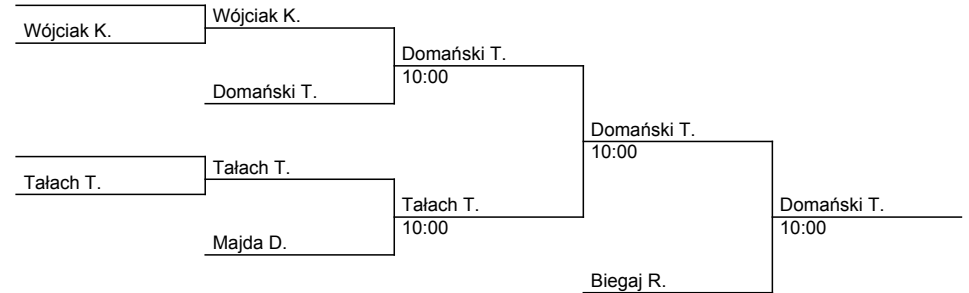 Wójciak K.
Wójciak K.
Domański T.
10:00
Domański T.
Domański T.
10:00
Tałach T.
Tałach T.
Tałach T.
10:00
Domański T.
10:00
Majda D.
Biegaj R.